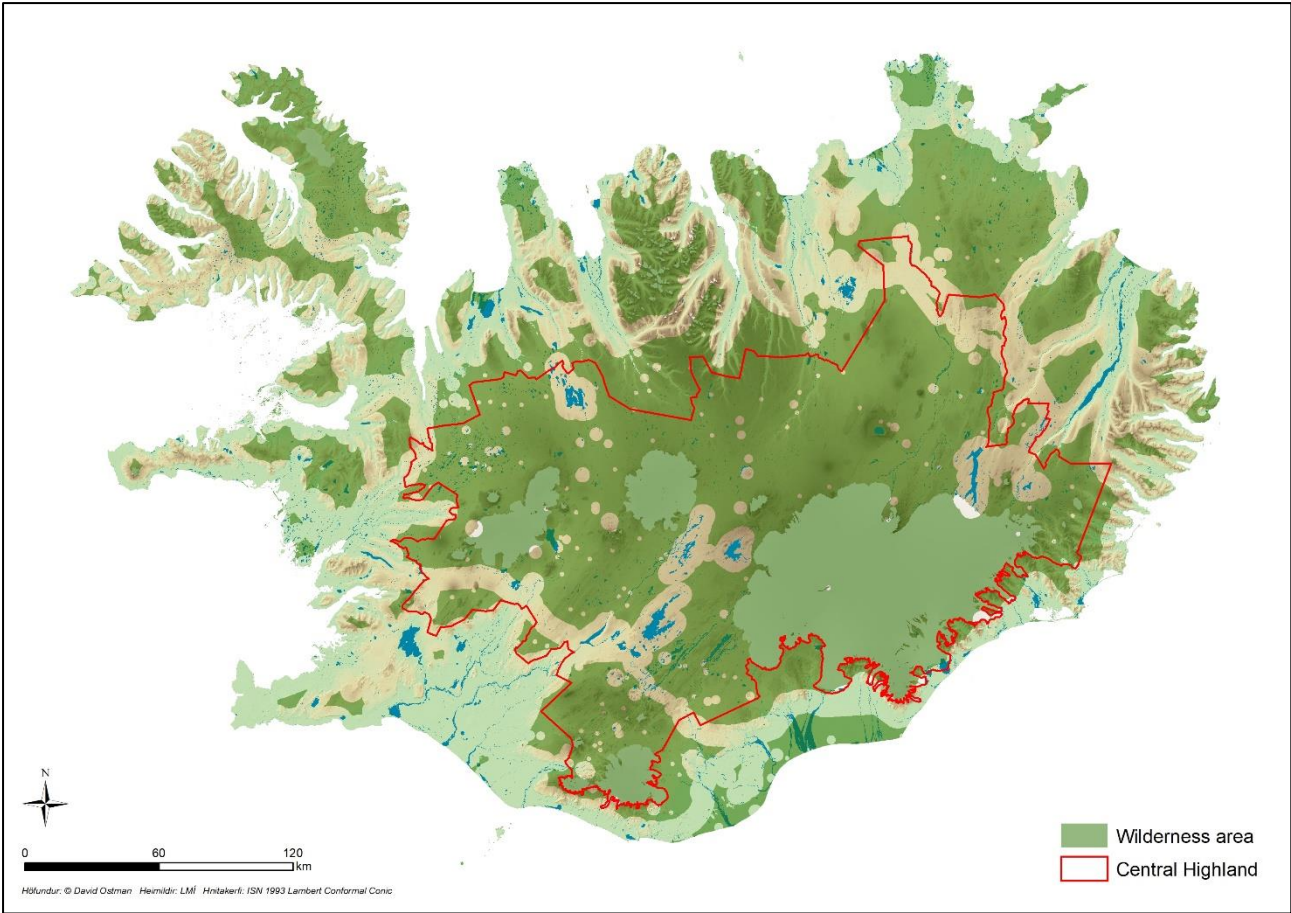 N
0 60 120
km
Höfundur: © David Ostman Heimildir: LMÍ Hnitakerfi: ISN 1993 Lambert Conformal Conic
Wilderness area
Central Highland